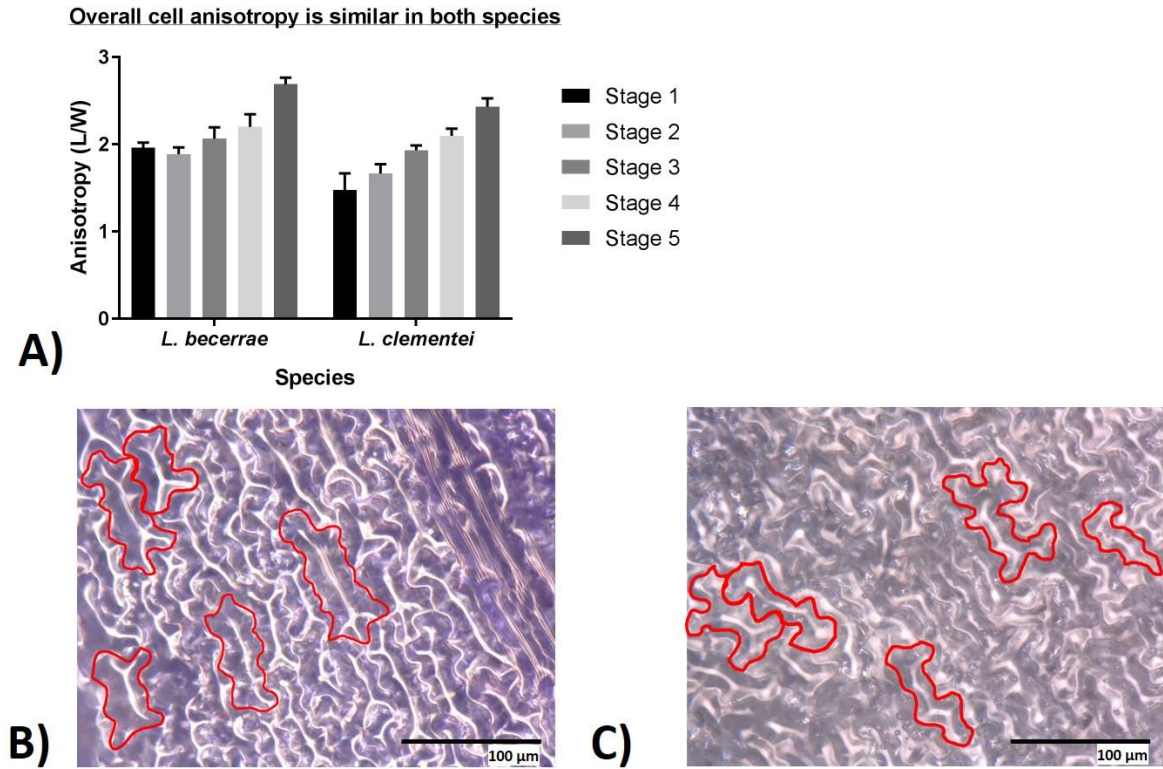 Overall cell anisotropy is similar in both species
3
2
1
0
Anisotropy (L/W)
Stage 1
Stage 2
Stage 3
Stage 4
Stage 5
L. becerrae
L. clementei
Species
A)
B)
100 µm
C)
100 µm